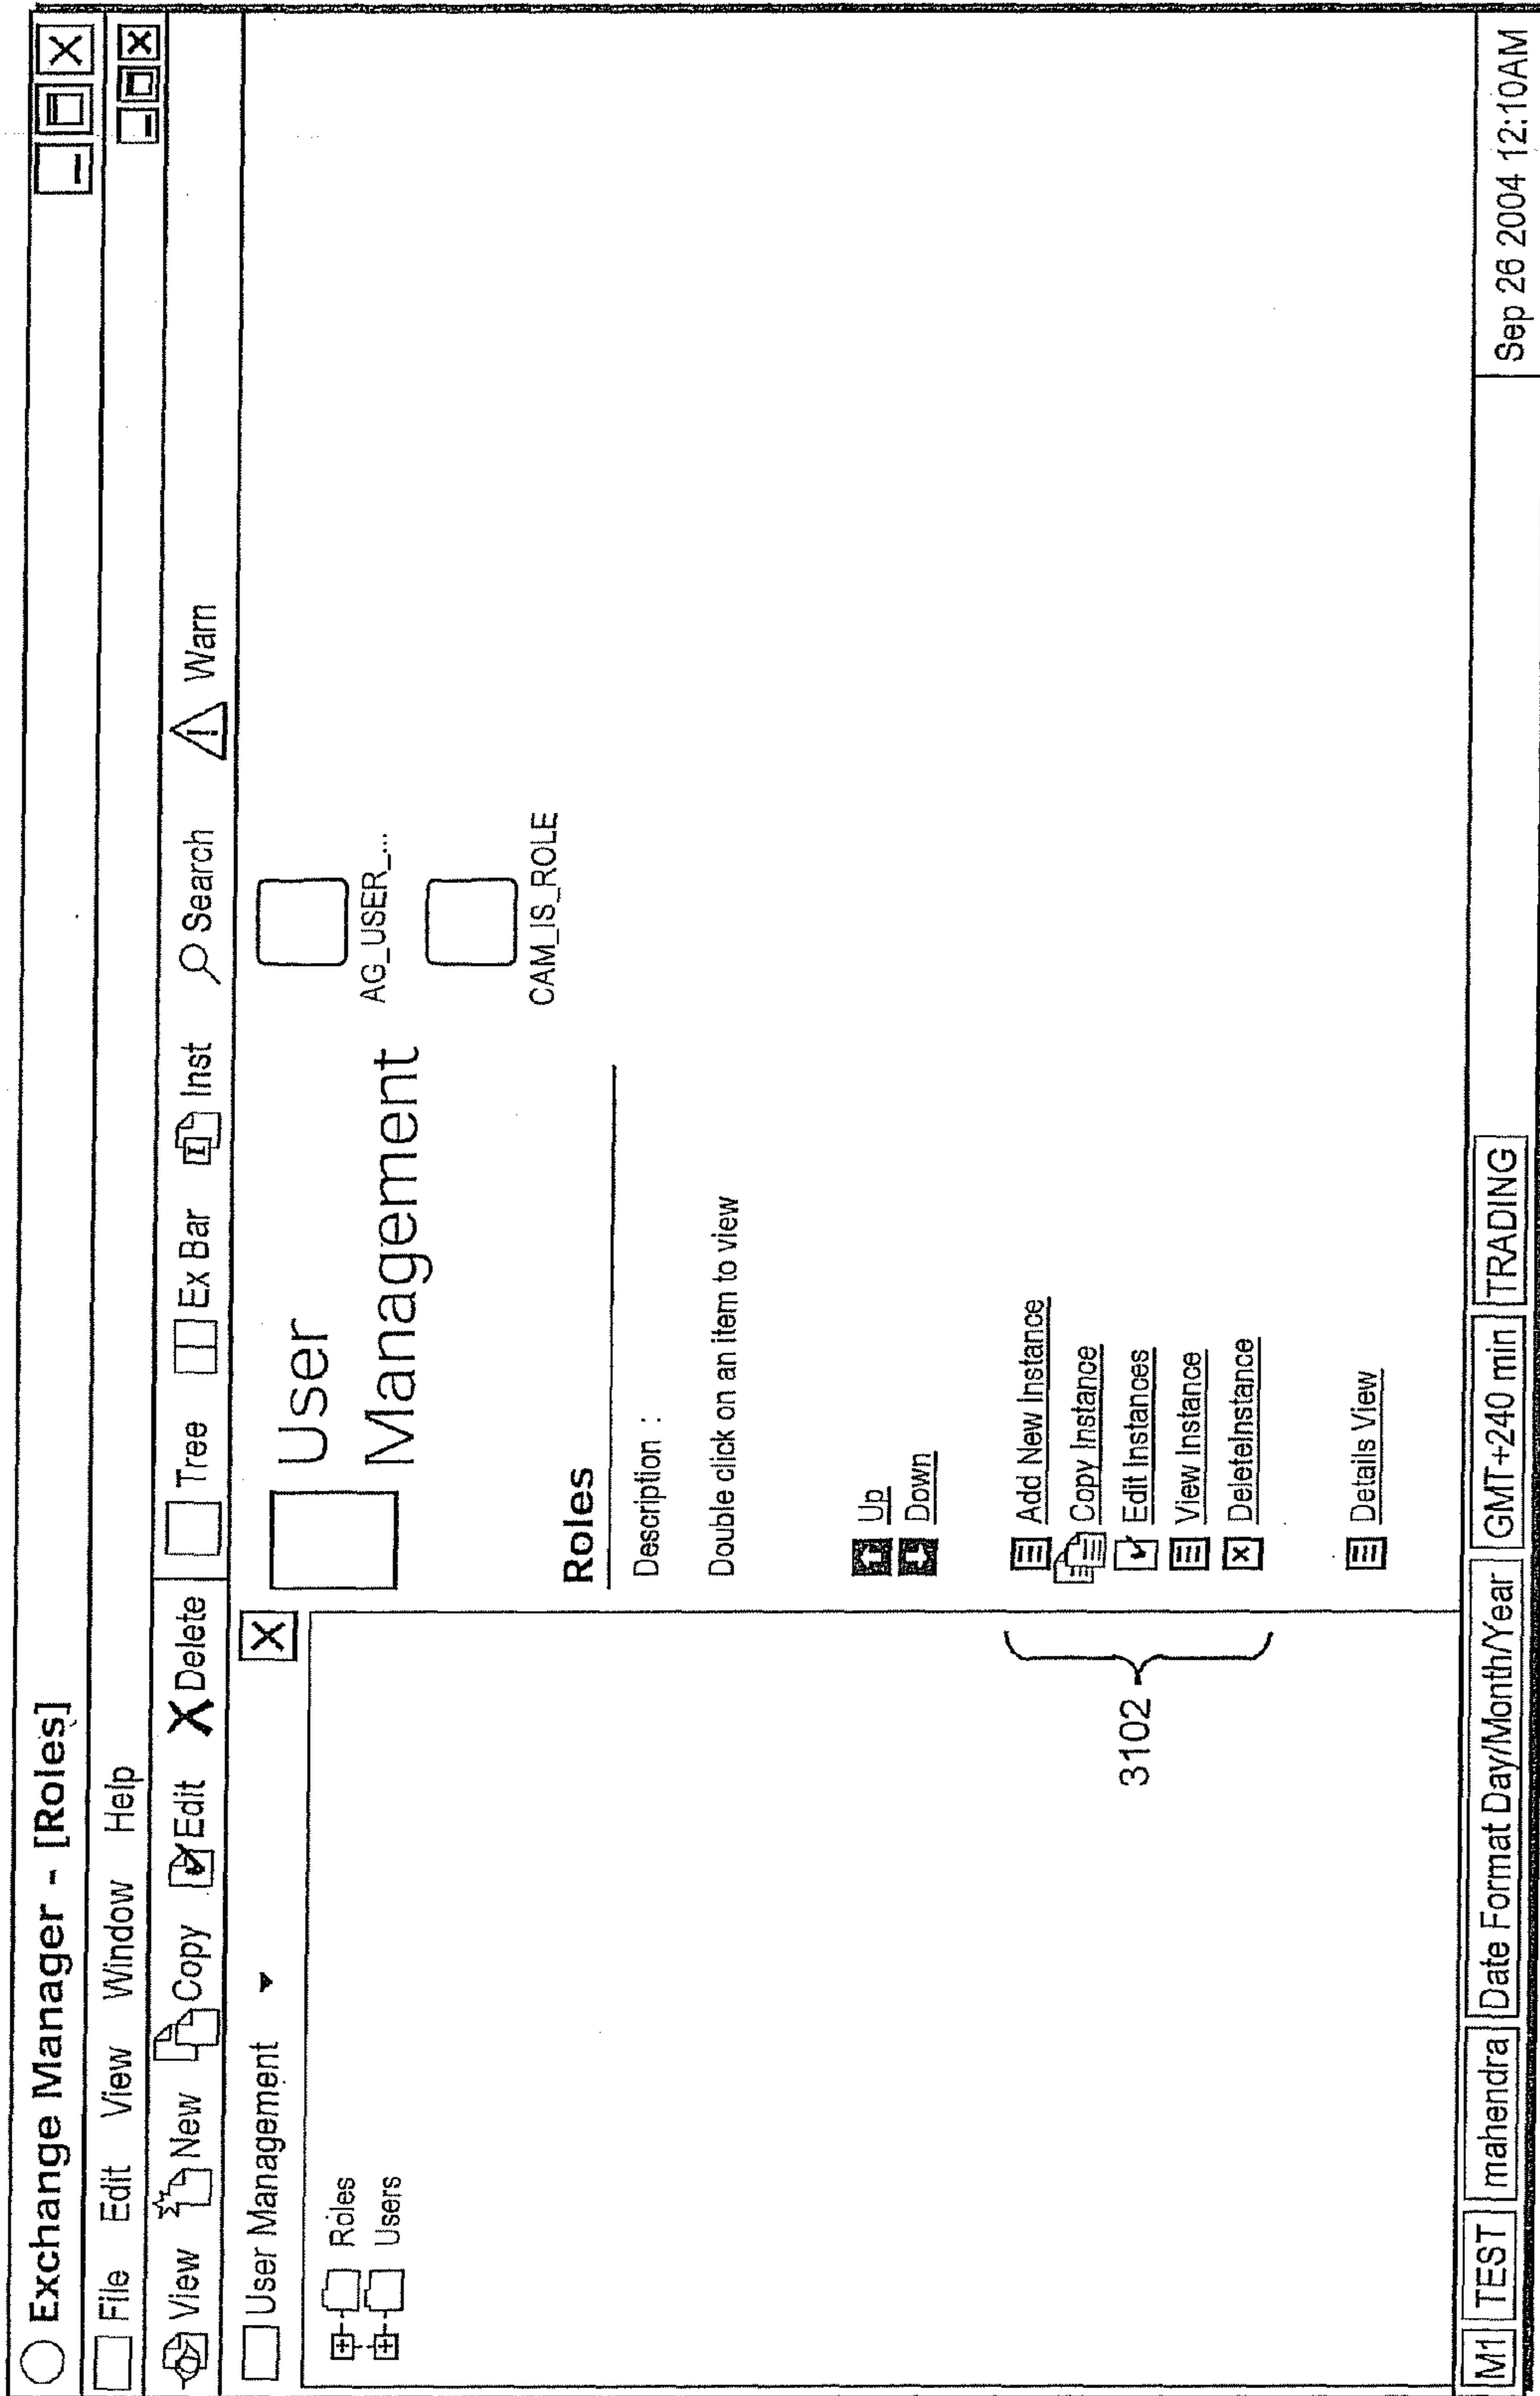 Exchange Manager - [Roles]
File Edit View Window Help
View New Copy Edit Delete Tree Ex Bar Inst Search Warn
User Management
Roles
Users
User
Management
Roles
Description :
Double click on an item to view
Up
Down
Add New Instance
Copy Instance
Edit Instances
View Instance
DeleteInstance
Details View
3102
AG_USER_...
CAM_IS_ROLE
M1 TEST mahendra Date Format Day/Month/Year GMT+240 min TRADING Sep 26 2004 12:10AM